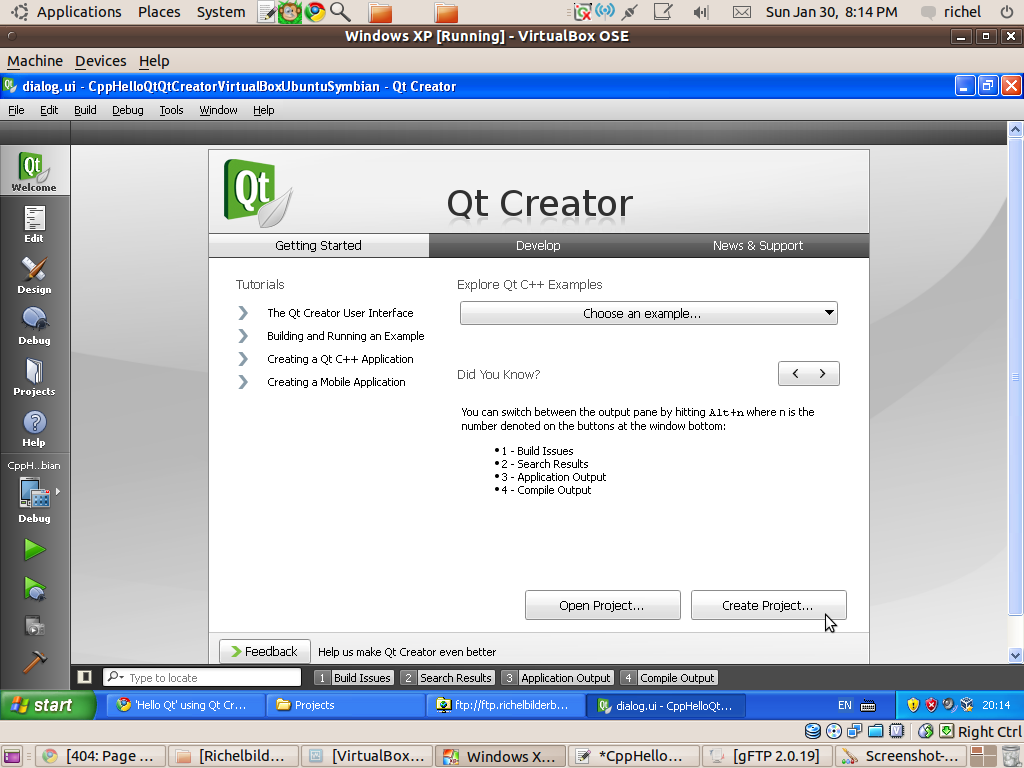 Applications Places System Sun Jan 30, 8:14 PM richel
Windows XP [Running] - VirtualBox OSE
Machine Devices Help
dialog.ui - CppHelloQtQtCreatorVirtualBoxUbuntuSymbian - Qt Creator
File Edit Build Debug Tools Window Help
Qt
Welcome
Edit
Design
Debug
Projects
Help
CppH...bian
Debug
Qt
Qt Creator
Getting Started Develop News & Support
Tutorials
The Qt Creator User Interface
Building and Running an Example
Creating a Qt C++ Application
Creating a Mobile Application
Explore Qt C++ Examples
Choose an example...
Did You Know?
You can switch between the output pane by hitting Alt+n where n is the
number denoted on the buttons at the window bottom:
1 - Build Issues
2 - Search Results
3 - Application Output
4 - Compile Output
Open Project... Create Project...
Feedback Help us make Qt Creator even better
Type to locate 1 Build Issues 2 Search Results 3 Application Output 4 Compile Output
start 'Hello Qt' using Qt Cr... Projects ftp://ftp.richelbilderb... dialog.ui - CppHelloQt... EN 20:14
Right Ctrl
[404: Page ... [Richelbild... [VirtualBox... Windows X... *CppHello... [gFTP 2.0.19] Screenshot-...